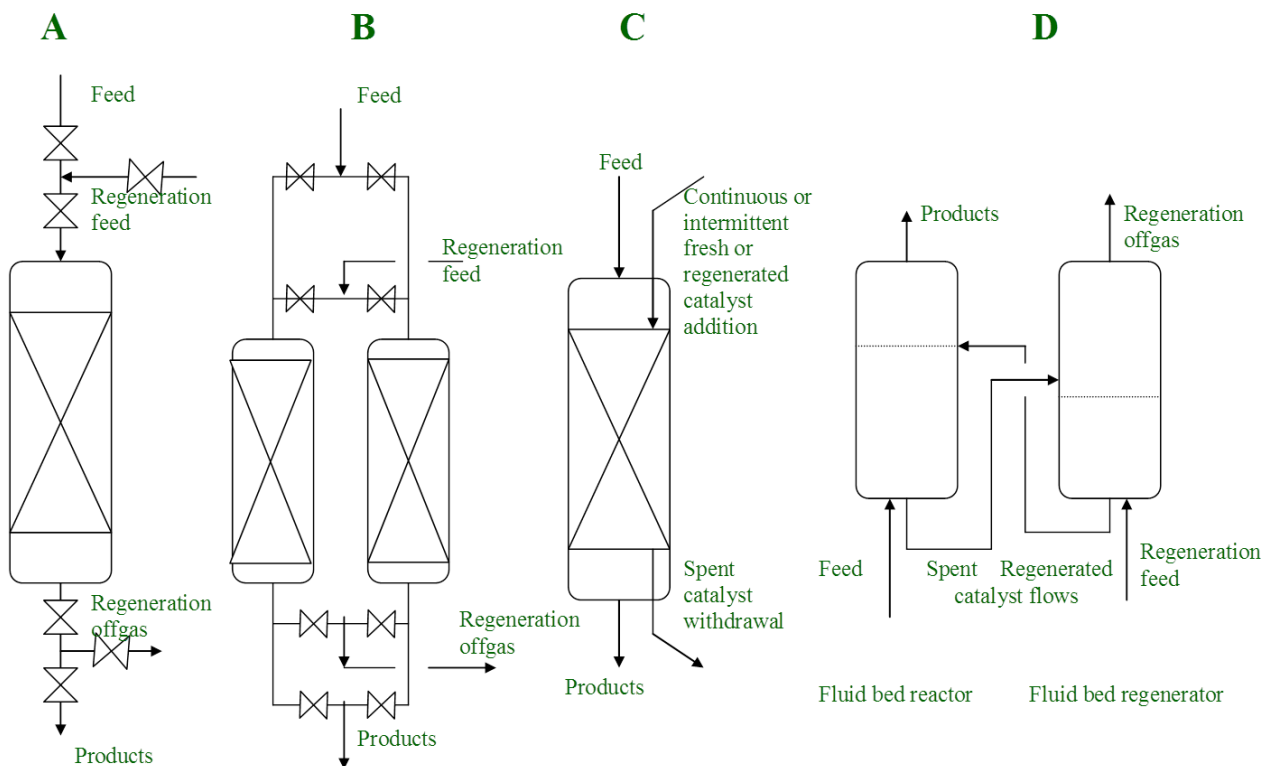 A
B
C
D
Feed
Regeneration
feed
Regeneration
offgas
Products
Feed
Regeneration
feed
Regeneration
offgas
Products
Feed
Continuous or
intermittent
fresh or
regenerated
catalyst
addition
Spent
catalyst
withdrawal
Products
Products
Regeneration
offgas
Feed
Spent Regenerated
catalyst flows
Regeneration
feed
Fluid bed reactor
Fluid bed regenerator